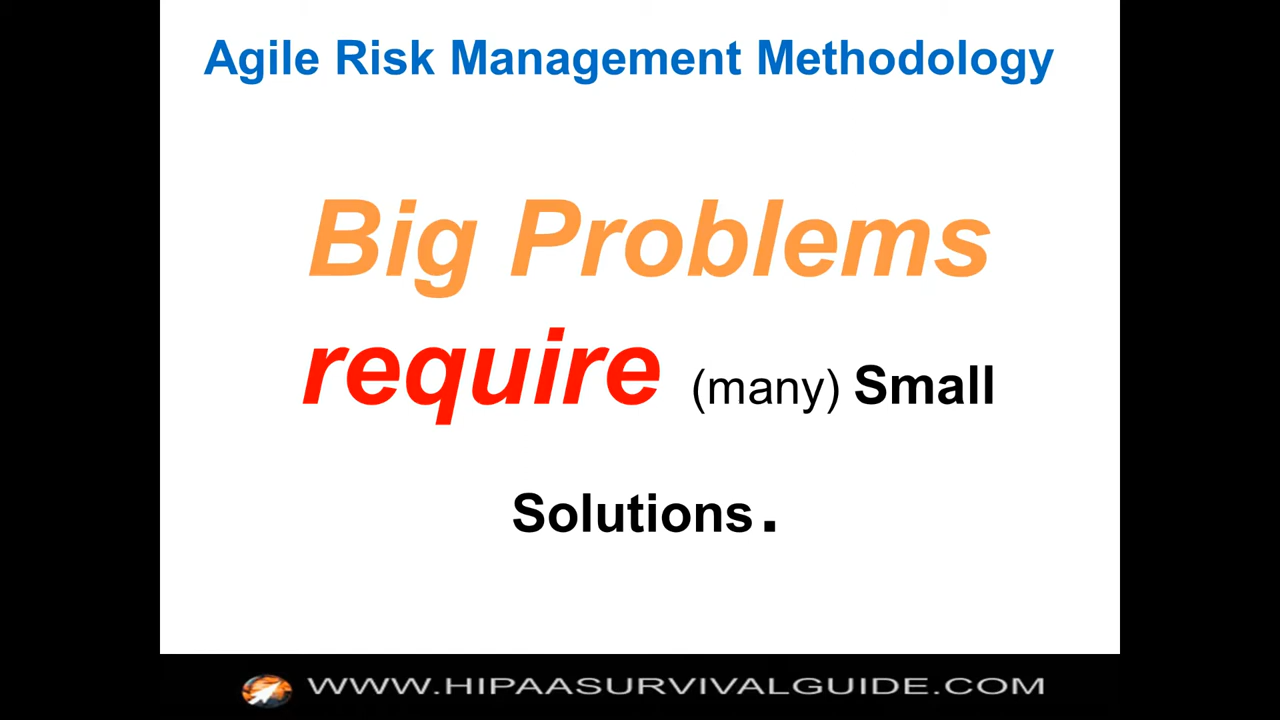 Agile Risk Management Methodology
Big Problems
require (many) Small
Solutions.
WWW.HIPAASURVIVALGUIDE.COM